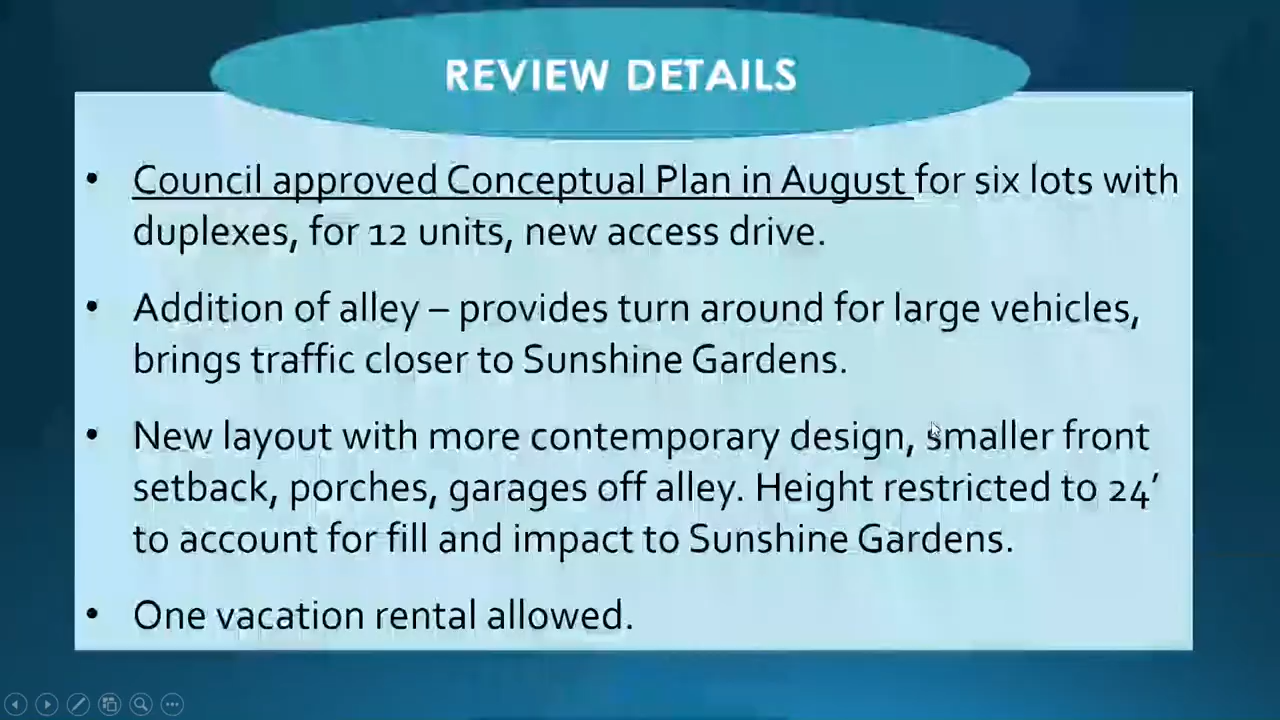 REVIEW DETAILS
• Council approved Conceptual Plan in August for six lots with
duplexes, for 12 units, new access drive.
• Addition of alley – provides turn around for large vehicles,
brings traffic closer to Sunshine Gardens.
• New layout with more contemporary design, smaller front
setback, porches, garages off alley. Height restricted to 24’
to account for fill and impact to Sunshine Gardens.
• One vacation rental allowed.